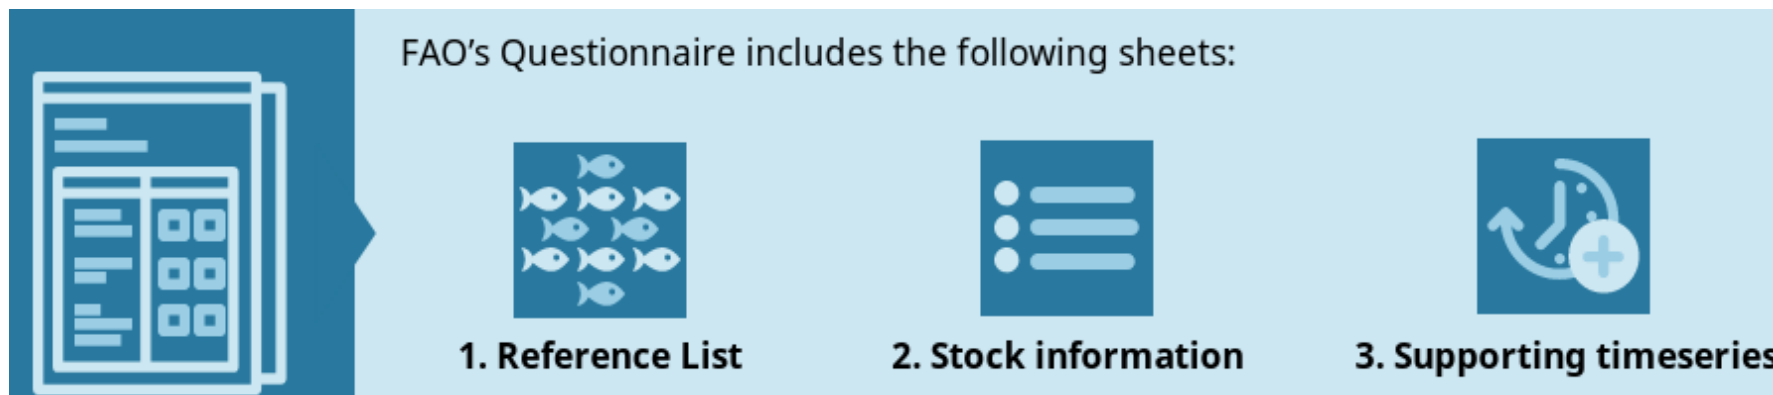 FAO’s Questionnaire includes the following sheets:
1. Reference List
2. Stock information
3. Supporting timeseries